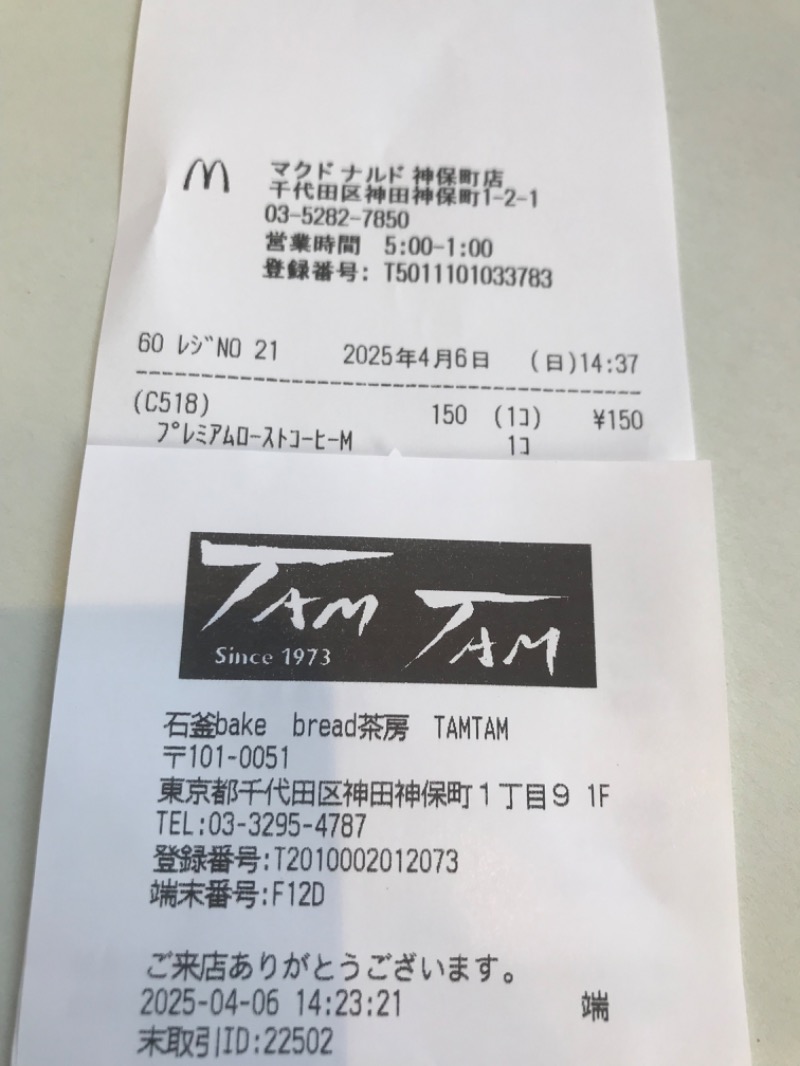 マクドナルド 神保町店
千代田区神田神保町1-2-1
03-5282-7850
営業時間 5:00-1:00
登録番号: T5011101033783
60 ﾚｼﾞNO 21 2025年4月6日 (日)14:37
(C518) 150 (1ｺ) ¥150
ﾌﾟﾚﾐｱﾑﾛｰｽﾄｺｰﾋｰM 1ｺ
TAM TAM
Since 1973
石釜bake bread茶房 TAMTAM
〒101-0051
東京都千代田区神田神保町1丁目9 1F
TEL:03-3295-4787
登録番号:T2010002012073
端末番号:F12D
ご来店ありがとうございます。
2025-04-06 14:23:21 端
末取引ID:22502